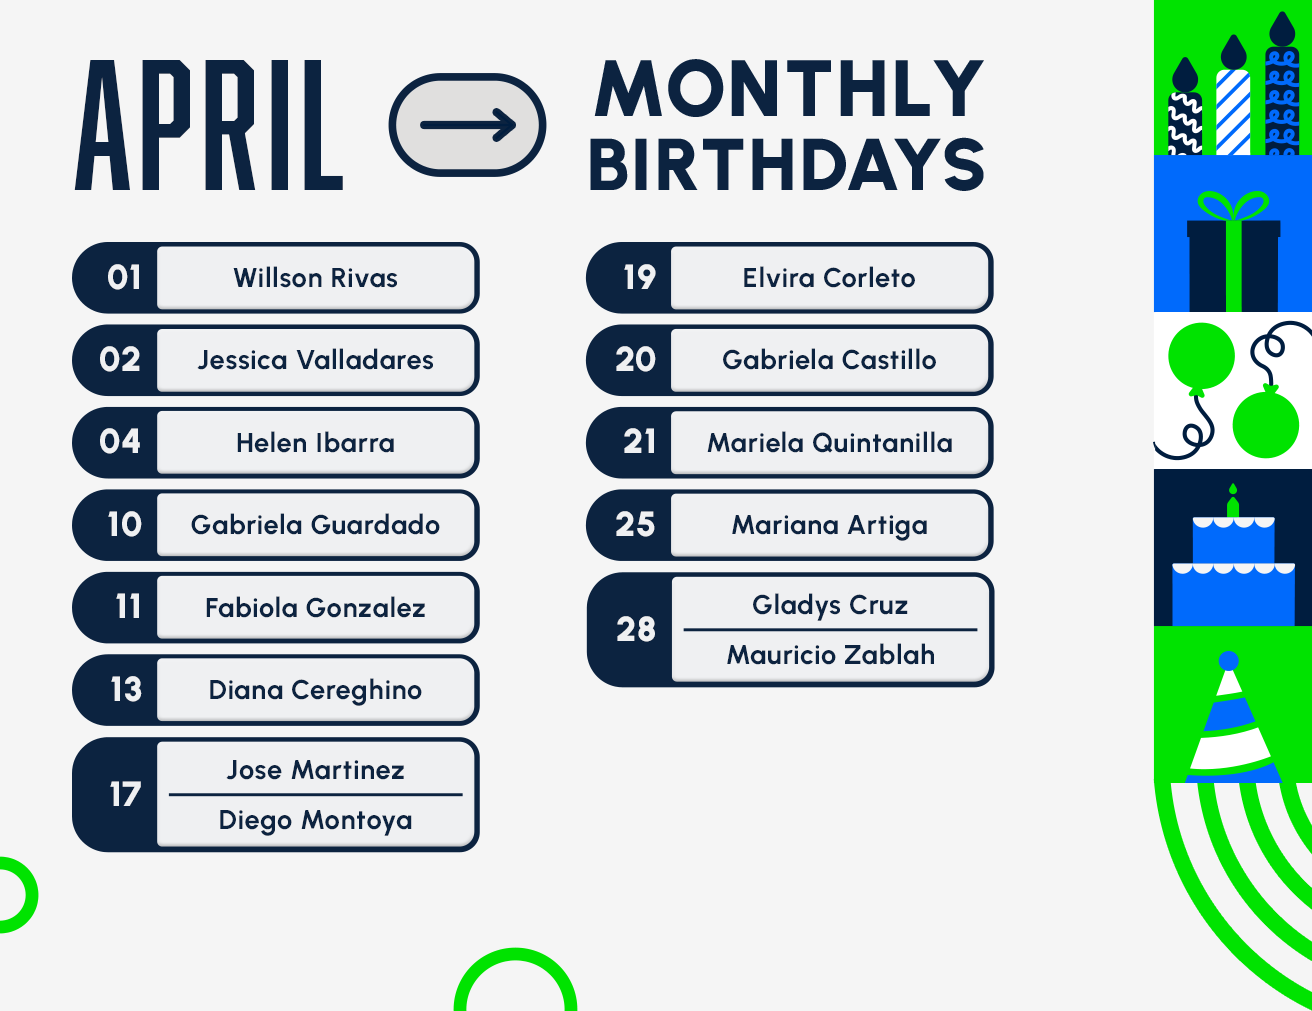 APRIL
MONTHLY
BIRTHDAYS
01 Willson Rivas
02 Jessica Valladares
04 Helen Ibarra
10 Gabriela Guardado
11 Fabiola Gonzalez
13 Diana Cereghino
17 Jose Martinez
Diego Montoya
19 Elvira Corleto
20 Gabriela Castillo
21 Mariela Quintanilla
25 Mariana Artiga
28 Gladys Cruz
Mauricio Zablah